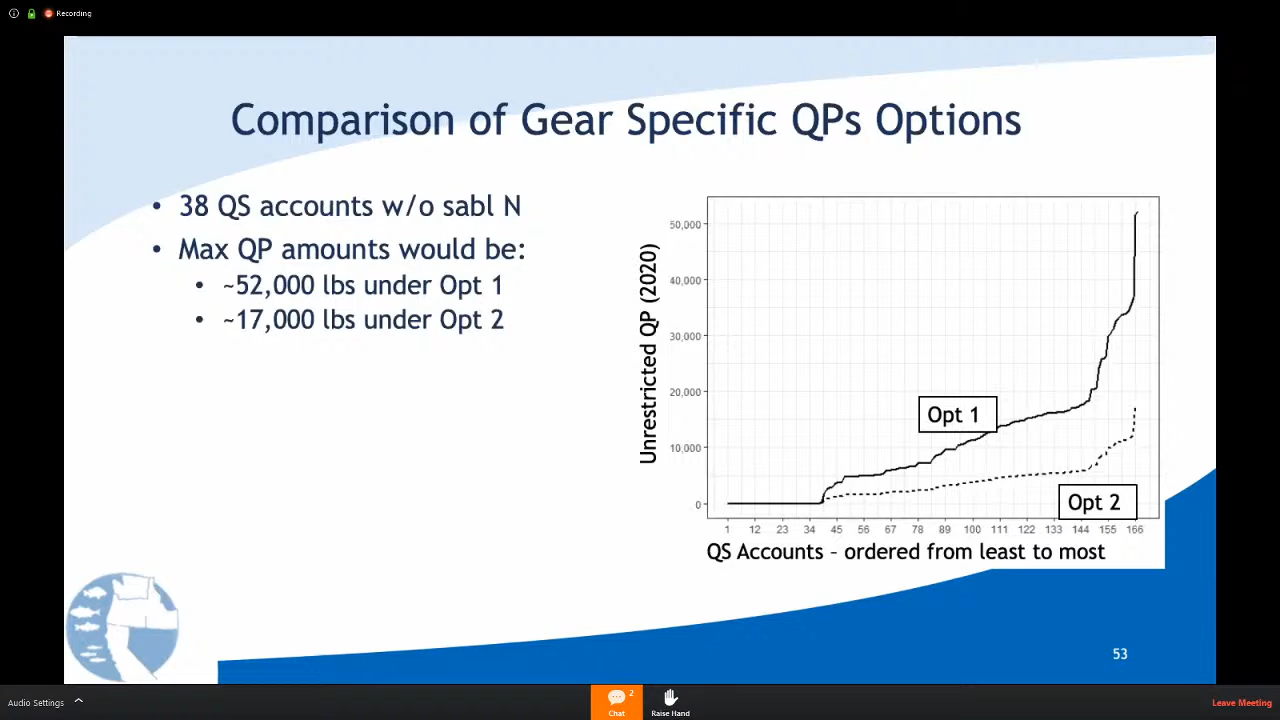 Recording
Comparison of Gear Specific QPs Options
• 38 QS accounts w/o sabl N
• Max QP amounts would be:
• ~52,000 lbs under Opt 1
• ~17,000 lbs under Opt 2
Unrestricted QP (2020)
50,000
40,000
30,000
20,000
10,000
0
Opt 1
Opt 2
1 12 23 34 45 56 67 78 89 100 111 122 133 144 155 166
QS Accounts – ordered from least to most
53
Audio Settings
2
Chat
Raise Hand
Leave Meeting